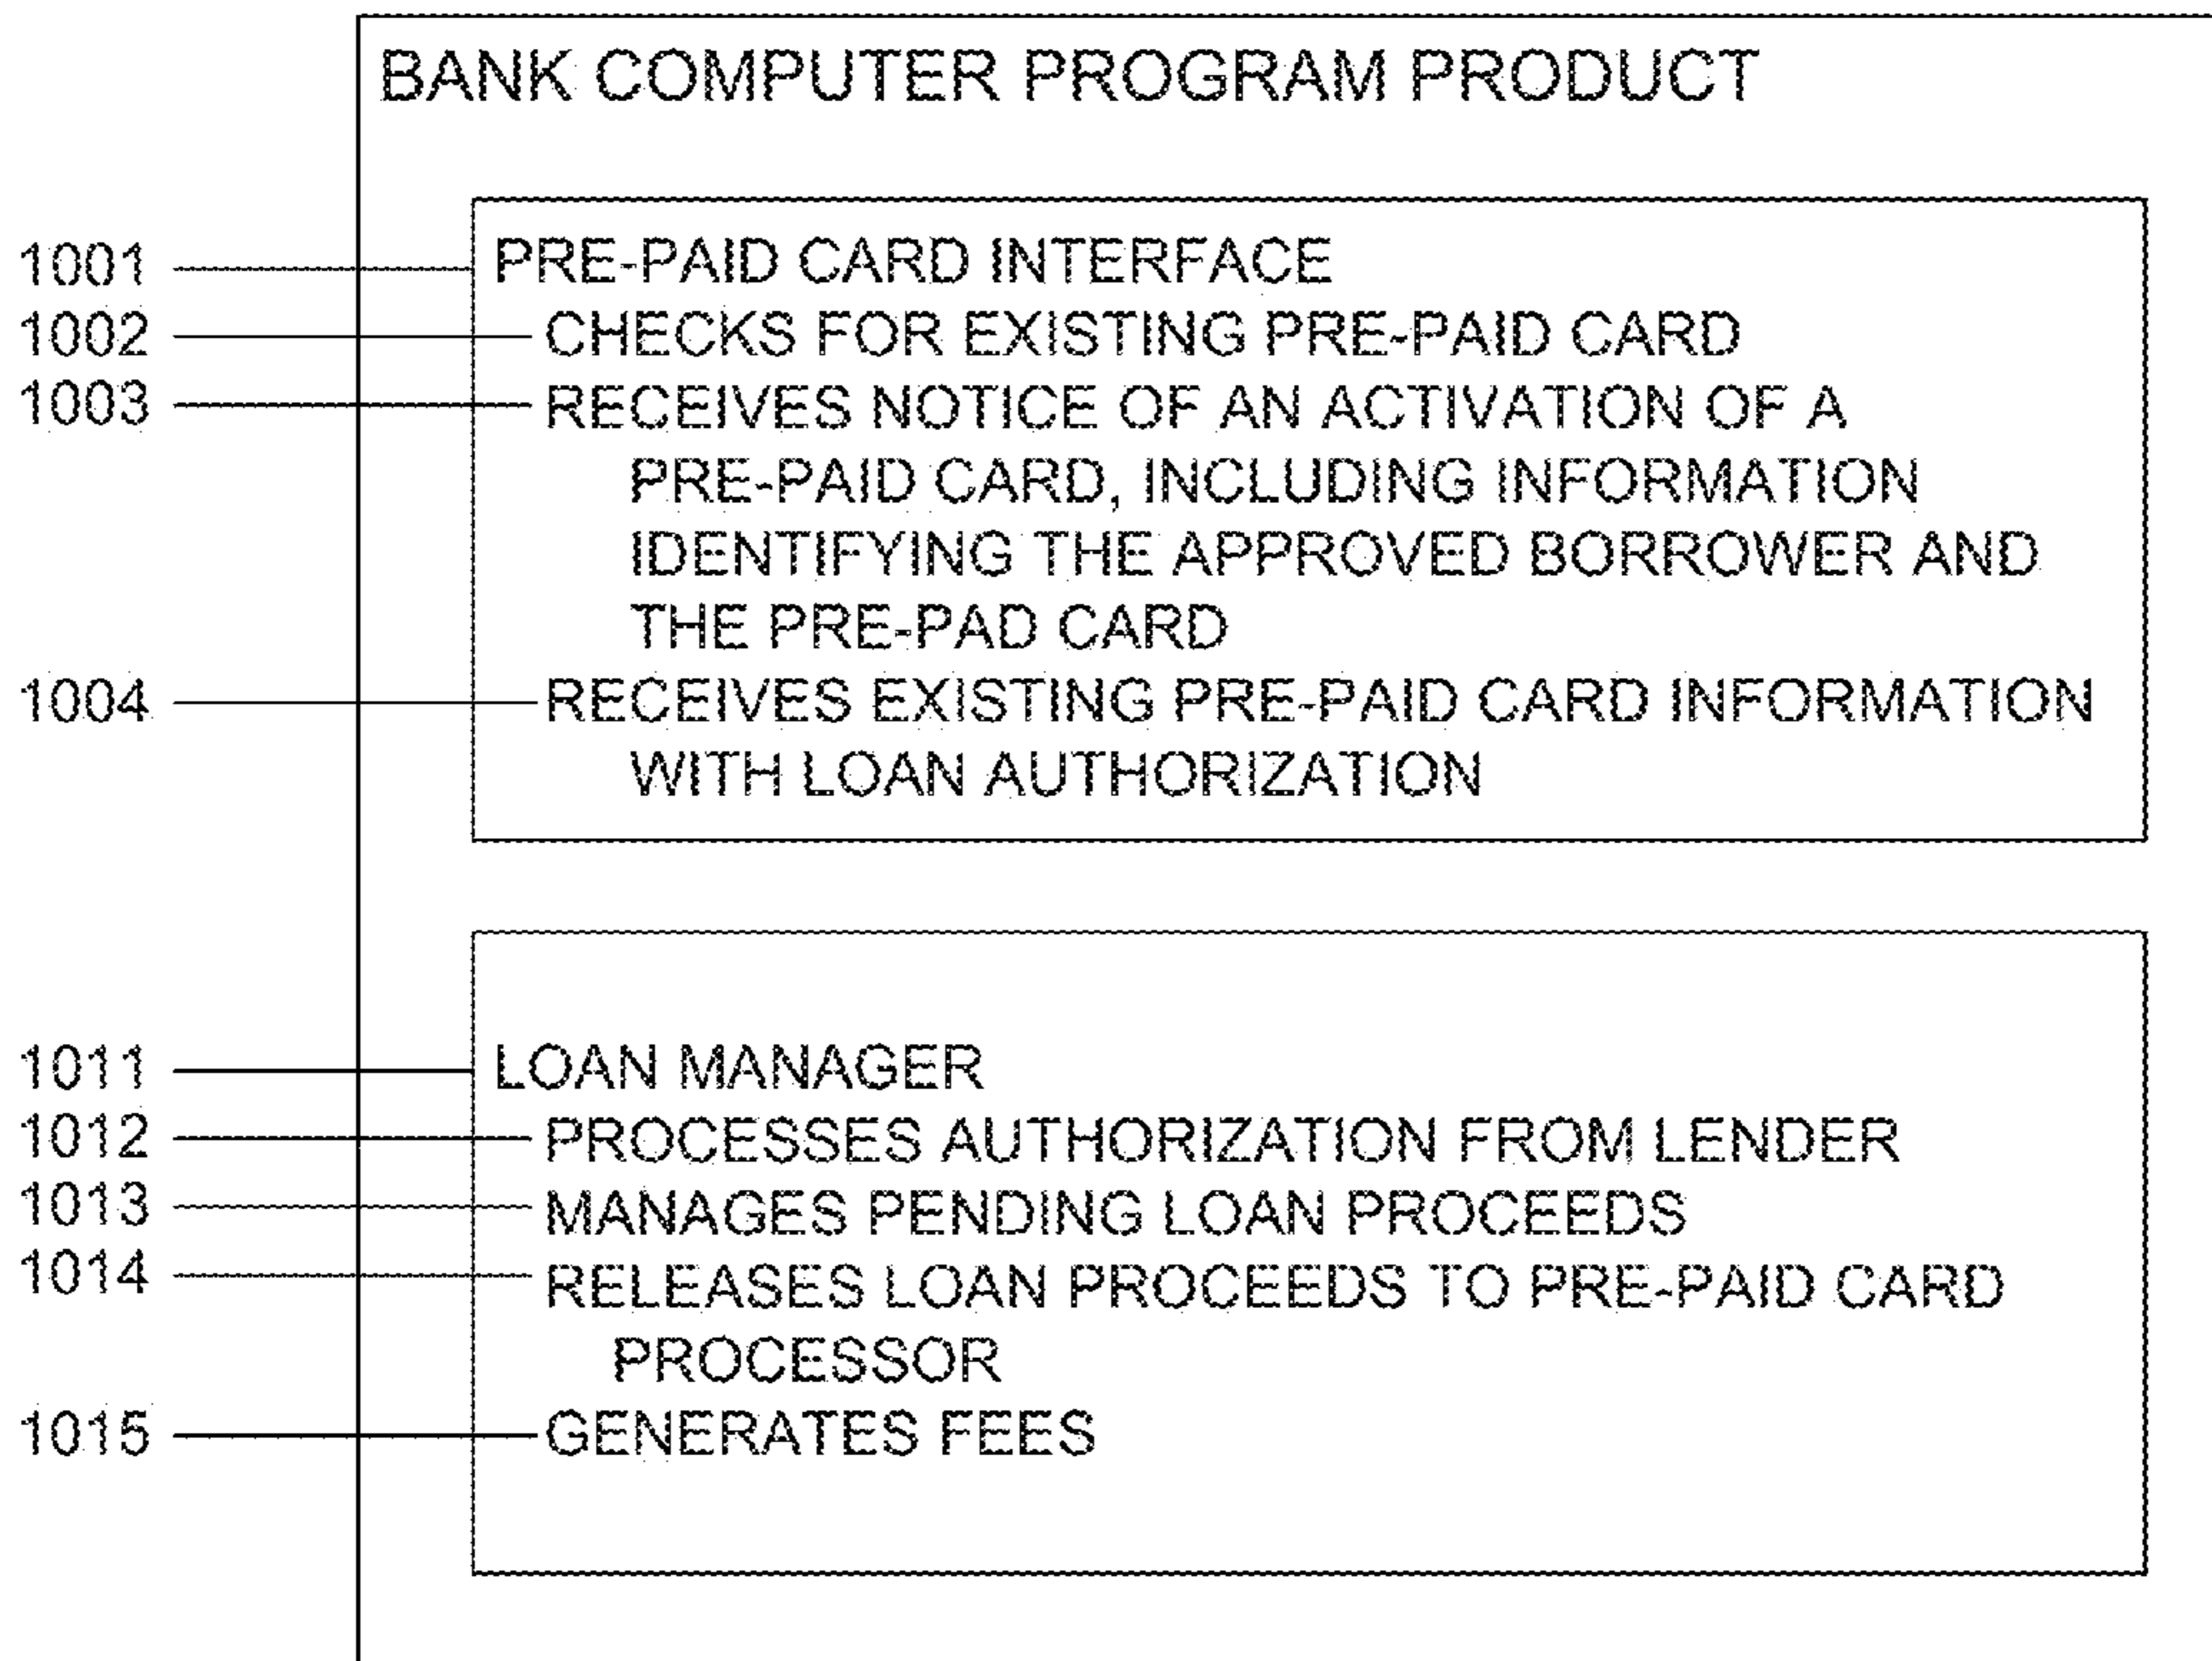 BANK COMPUTER PROGRAM PRODUCT
1001 PRE-PAID CARD INTERFACE
1002 CHECKS FOR EXISTING PRE-PAID CARD
1003 RECEIVES NOTICE OF AN ACTIVATION OF A
PRE-PAID CARD, INCLUDING INFORMATION
IDENTIFYING THE APPROVED BORROWER AND
THE PRE-PAD CARD
1004 RECEIVES EXISTING PRE-PAID CARD INFORMATION
WITH LOAN AUTHORIZATION
1011 LOAN MANAGER
1012 PROCESSES AUTHORIZATION FROM LENDER
1013 MANAGES PENDING LOAN PROCEEDS
1014 RELEASES LOAN PROCEEDS TO PRE-PAID CARD
PROCESSOR
1015 GENERATES FEES